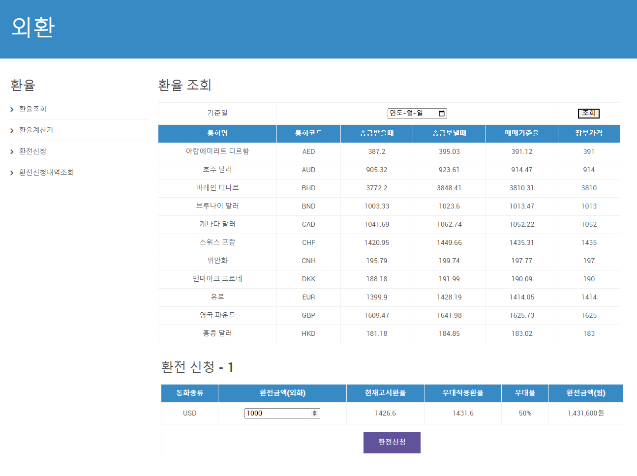 외환
환율
환율조회
환율계산기
환전신청
환전신청내역조회
환율 조회
기준일 연도-월-일 조회
통화명 통화코드 송금받을때 송금보낼때 매매기준율 장부가격
아랍에미리트 디르함 AED 387.2 395.03 391.12 391
호주 달러 AUD 905.32 923.61 914.47 914
바레인 디나르 BHD 3772.2 3848.41 3810.31 3810
브루나이 달러 BND 1003.33 1023.6 1013.47 1013
캐나다 달러 CAD 1041.69 1062.74 1052.22 1052
스위스 프랑 CHF 1420.95 1449.66 1435.31 1435
위안화 CNH 195.79 199.74 197.77 197
덴마아크 크로네 DKK 188.18 191.99 190.09 190
유로 EUR 1399.9 1428.19 1414.05 1414
영국 파운드 GBP 1609.47 1641.98 1625.73 1625
홍콩 달러 HKD 181.18 184.85 183.02 183
환전 신청 - 1
통화종류 환전금액(외화) 현재고시환율 우대적용환율 우대율 환전금액(원)
USD 1000 1426.6 1431.6 50% 1,431,600원
환전신청